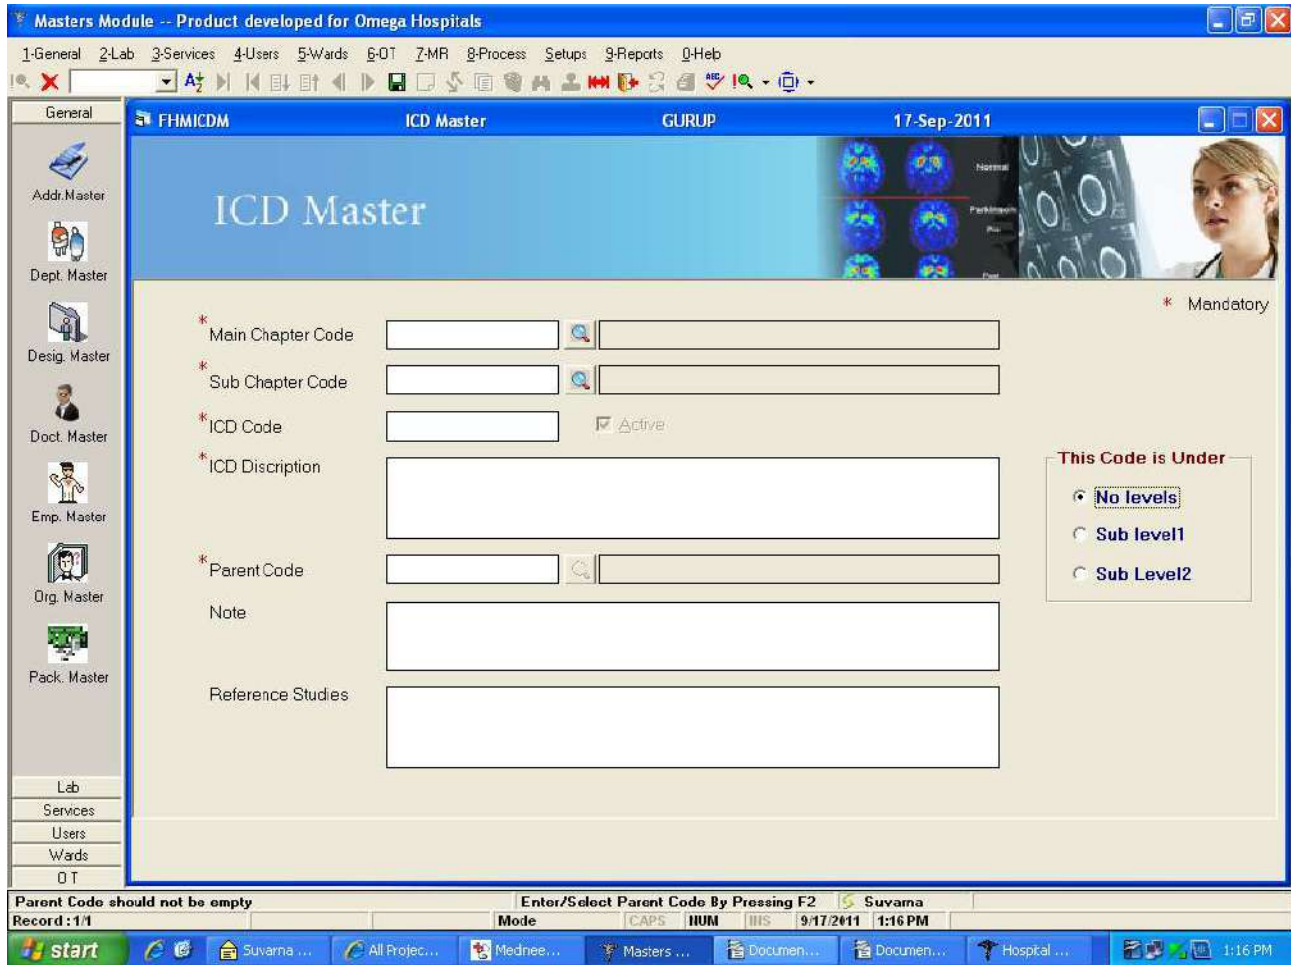 Masters Module -- Product developed for Omega Hospitals
1-General 2-Lab 3-Services 4-Users 5-Wards 6-OT 7-MR 8-Process Setups 9-Reports 0-Help
General
FHMICDM ICD Master GURUP 17-Sep-2011
Addr.Master
Dept. Master
Desig. Master
Doct. Master
Emp. Master
Org. Master
Pack. Master
Lab
Services
Users
Wards
O T
ICD Master
Normal
Parkinson
* Mandatory
* Main Chapter Code
* Sub Chapter Code
* ICD Code Active
* ICD Discription
This Code is Under
No levels
Sub level1
Sub Level2
* Parent Code
Note
Reference Studies
Parent Code should not be empty Enter/Select Parent Code By Pressing F2 Suvarna
Record : 1/1 Mode CAPS NUM INS 9/17/2011 1:16 PM
start Suvarna ... All Projec... Mednee... Masters ... Documen... Documen... Hospital ... 1:16 PM